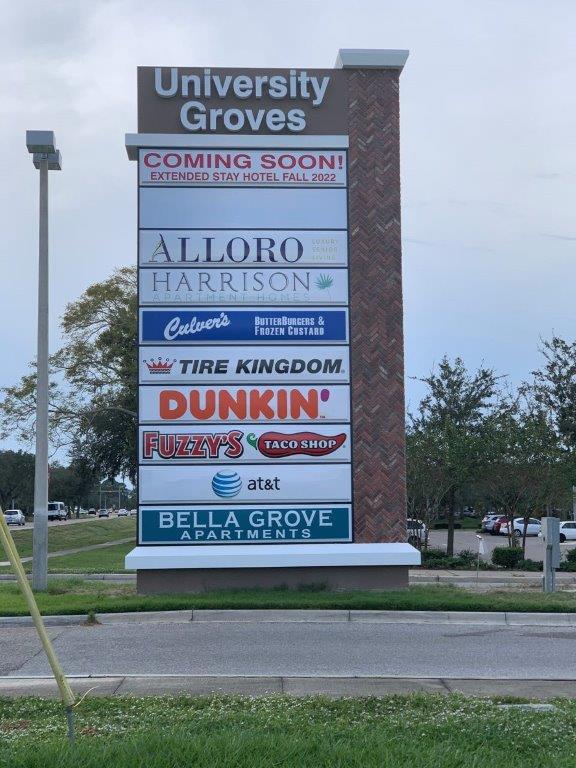 University
Groves
COMING SOON!
EXTENDED STAY HOTEL FALL 2022
ALLORO LUXURY
SENIOR
LIVING
HARRISON
APARTMENT HOMES
Culver's BUTTERBURGERS &
FROZEN CUSTARD
TIRE KINGDOM
DUNKIN'
FUZZY'S TACO SHOP
at&t
BELLA GROVE
APARTMENTS